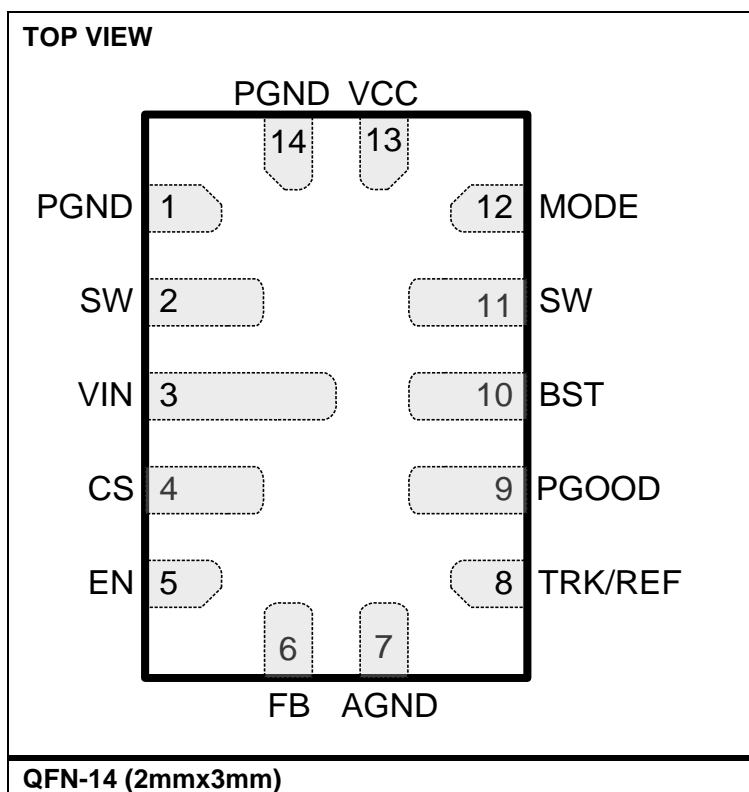 TOP VIEW
PGND VCC
14 13
PGND 1 12 MODE
SW 2 11 SW
VIN 3 10 BST
CS 4 9 PGOOD
EN 5 8 TRK/REF
6 7
FB AGND
QFN-14 (2mmx3mm)